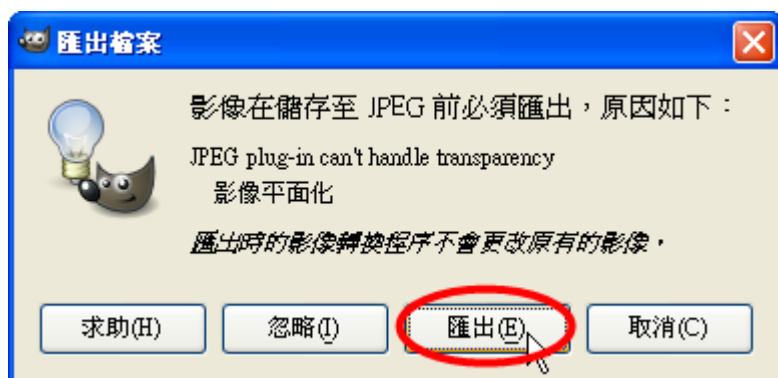 匯出檔案
影像在儲存至 JPEG 前必須匯出，原因如下：
JPEG plug-in can't handle transparency
影像平面化
匯出時的影像轉換程序不會更改原有的影像。
求助(H) 忽略(I) 匯出(E) 取消(C)